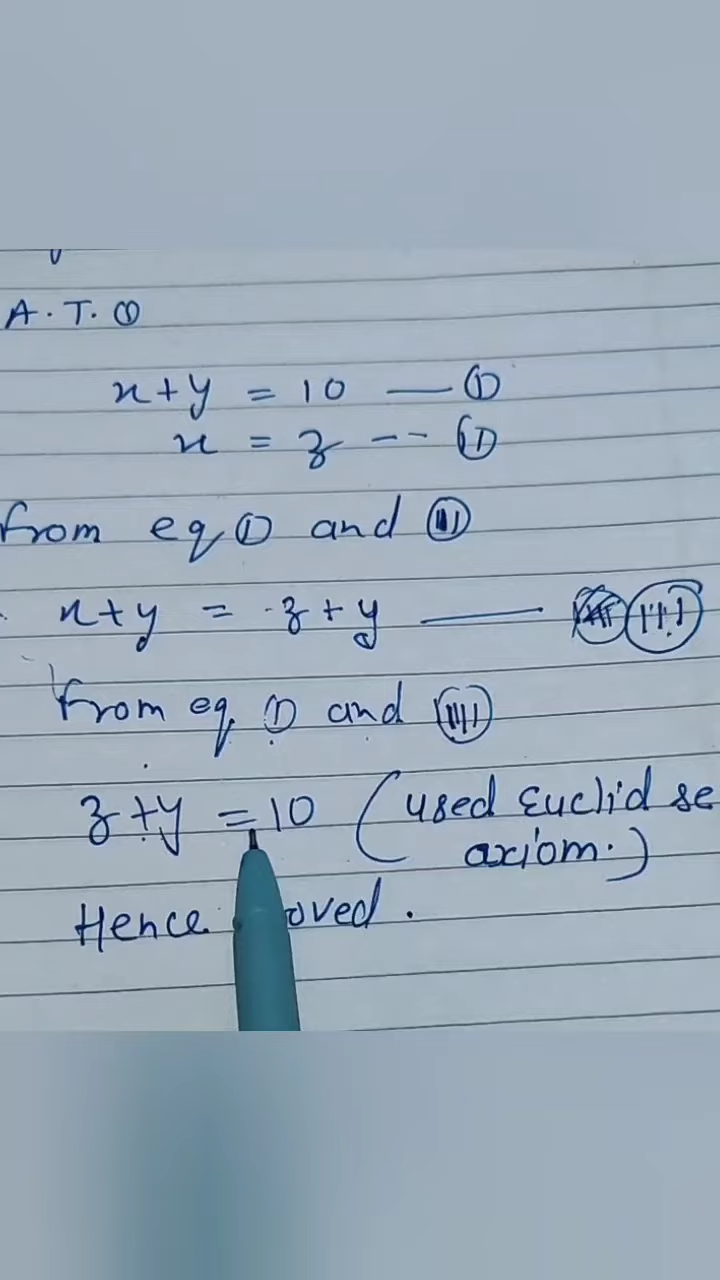 A.T.Q
x+y = 10 — (I)
x = z -- (II)
from eq (I) and (II)
x+y = z+y — (III)
from eq (I) and (III)
z+y = 10 (used Euclid se
axiom.)
Hence oved.